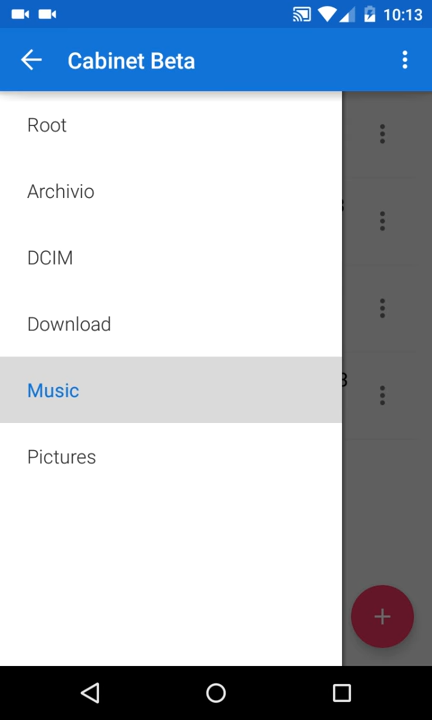 10:13
Cabinet Beta
Root
Archivio
DCIM
Download
Music
Pictures